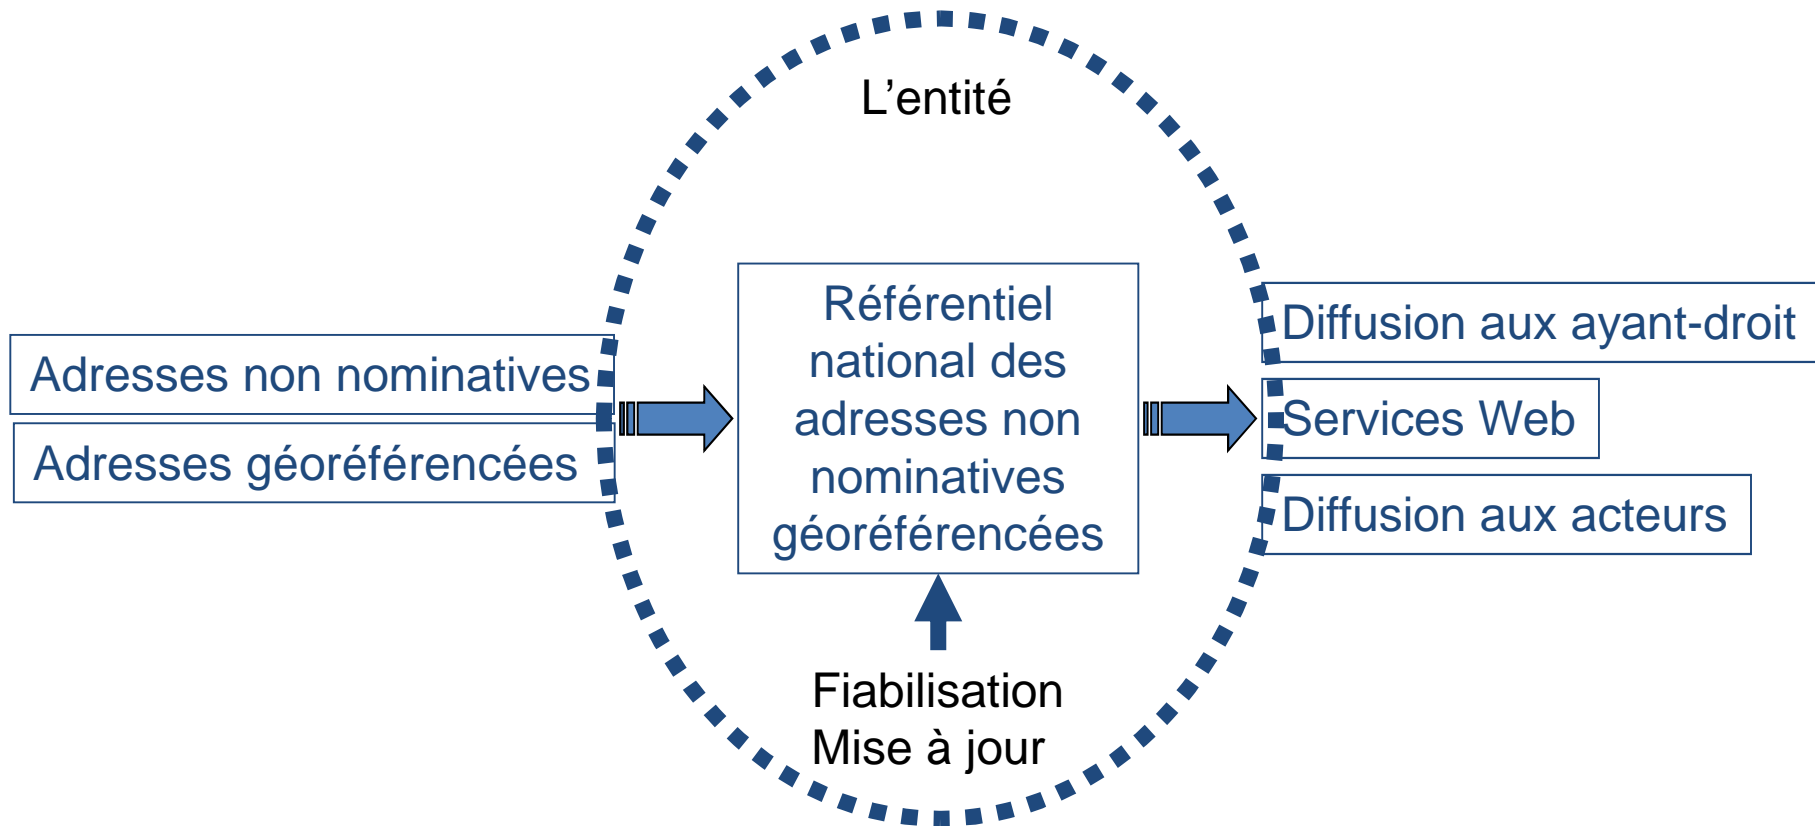 L’entité
Adresses non nominatives
Adresses géoréférencées
Référentiel
national des
adresses non
nominatives
géoréférencées
Diffusion aux ayant-droit
Services Web
Diffusion aux acteurs
Fiabilisation
Mise à jour